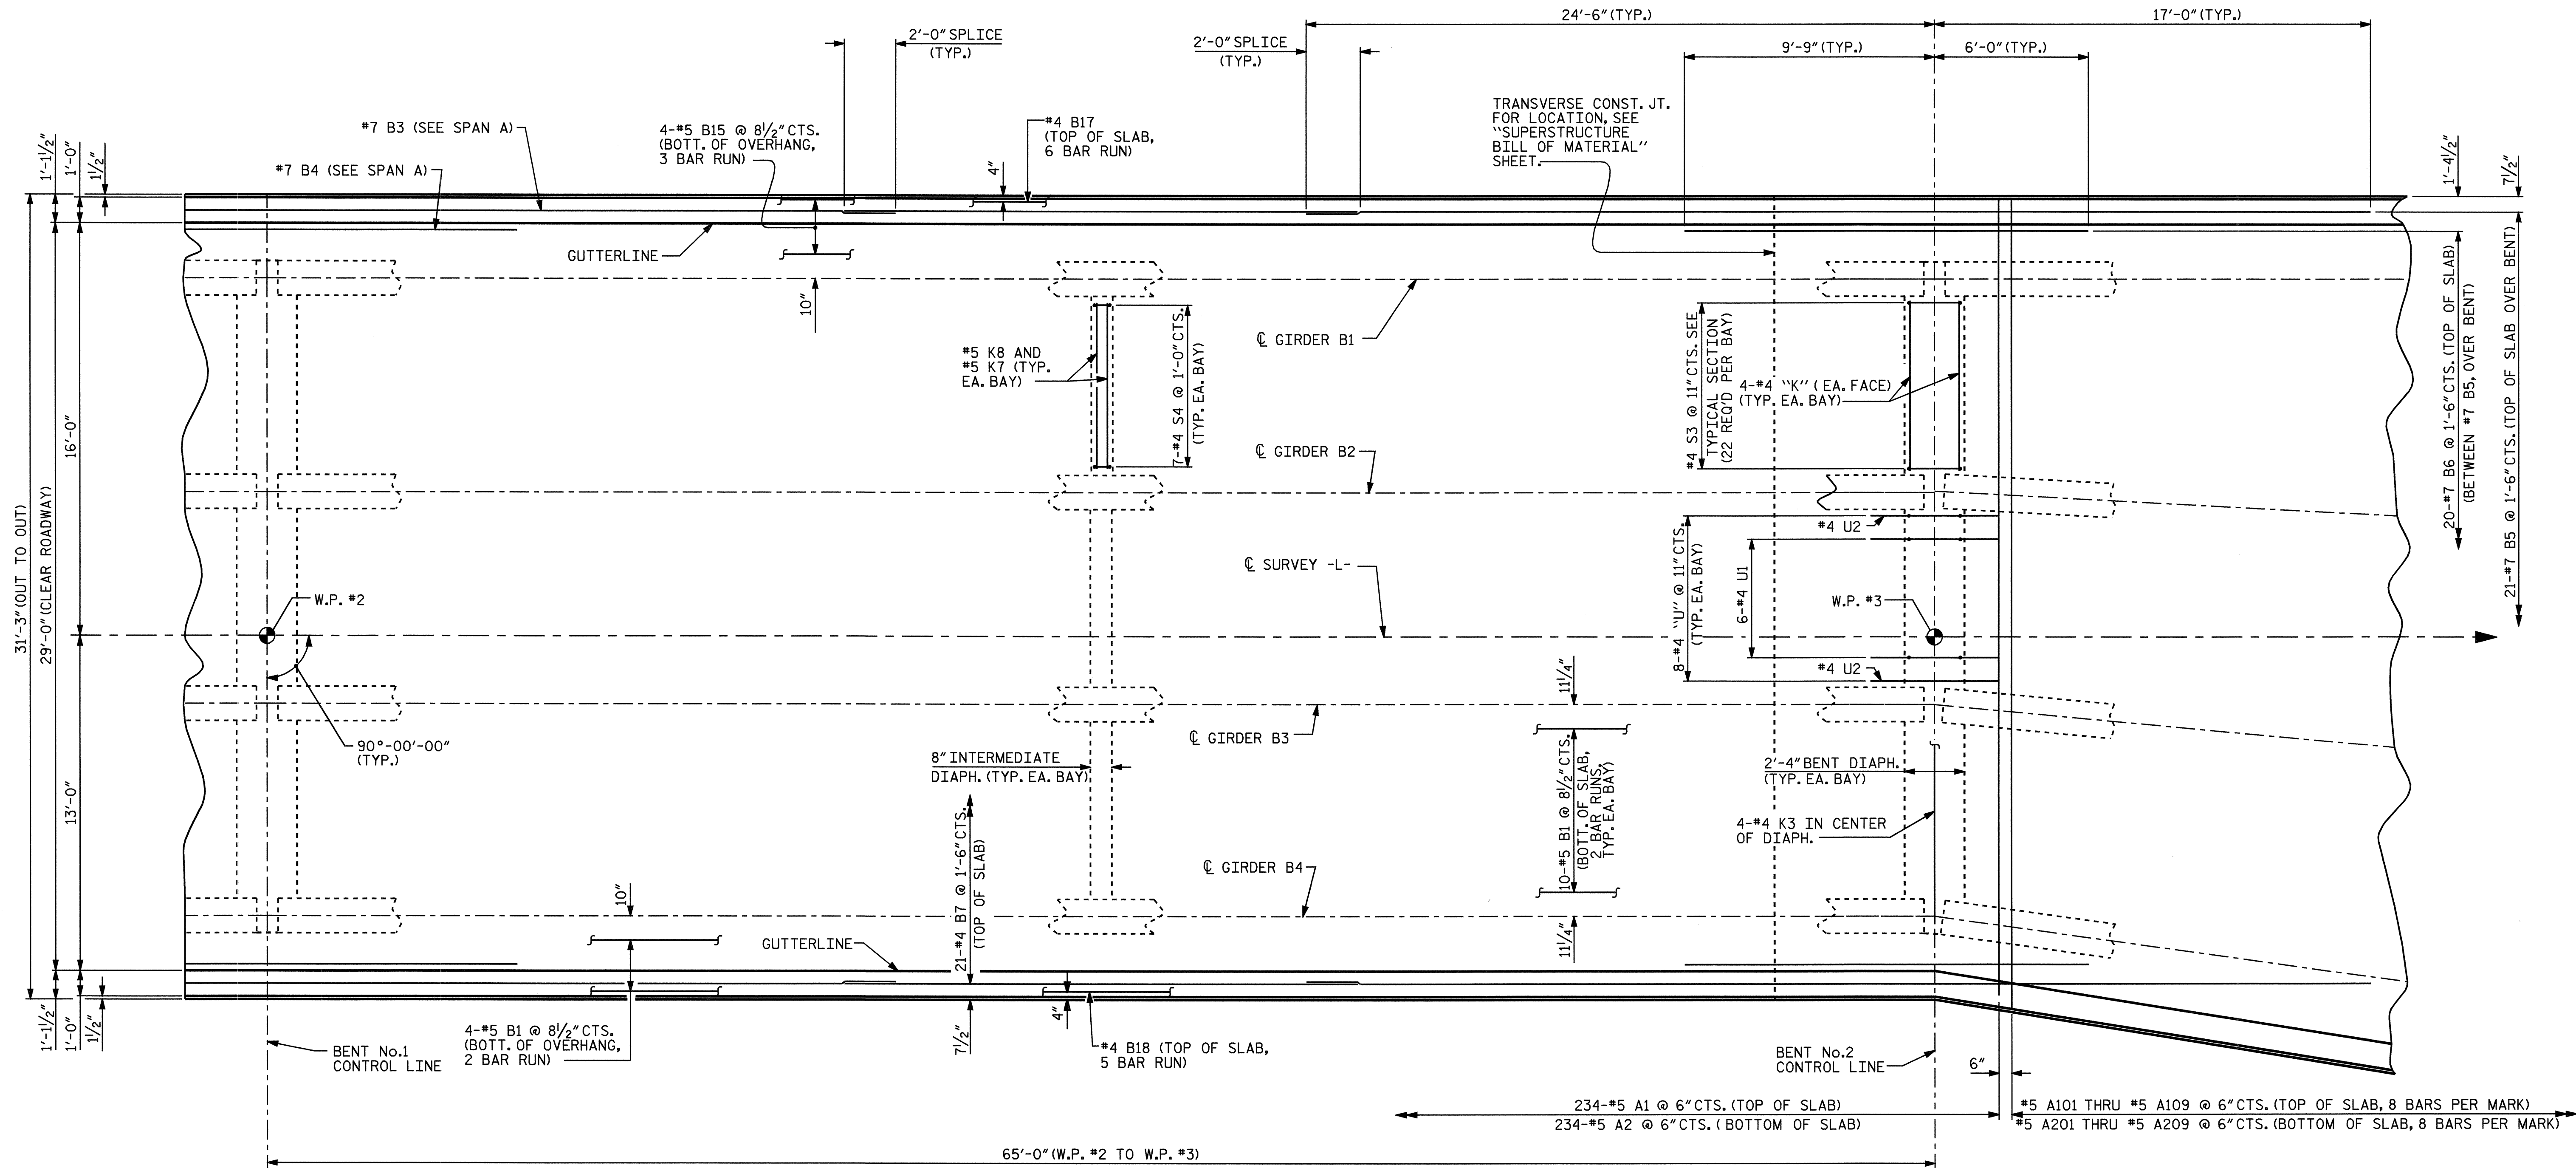 24'-6" (TYP.)
17'-0" (TYP.)
2'-0" SPLICE
(TYP.)
2'-0" SPLICE
(TYP.)
9'-9" (TYP.)
6'-0" (TYP.)
#7 B3 (SEE SPAN A)
#7 B4 (SEE SPAN A)
4-#5 B15 @ 8½" CTS.
(BOTT. OF OVERHANG,
3 BAR RUN)
#4 B17
(TOP OF SLAB,
6 BAR RUN)
TRANSVERSE CONST. JT.
FOR LOCATION, SEE
"SUPERSTRUCTURE
BILL OF MATERIAL"
SHEET.
1'-1½"
1'-0"
1½"
4"
1'-4½"
7½"
GUTTERLINE
10"
31'-3" (OUT TO OUT)
29'-0" (CLEAR ROADWAY)
16'-0"
13'-0"
#5 K8 AND
#5 K7 (TYP.
EA. BAY)
7-#4 S4 @ 1'-0" CTS.
(TYP. EA. BAY)
℄ GIRDER B1
#4 S3 @ 11" CTS. SEE
TYPICAL SECTION
(22 REQ'D PER BAY)
4-#4 "K" (EA. FACE)
(TYP. EA. BAY)
20-#7 B6 @ 1'-6" CTS. (TOP OF SLAB)
(BETWEEN #7 B5, OVER BENT)
21-#7 B5 @ 1'-6" CTS. (TOP OF SLAB OVER BENT)
℄ GIRDER B2
#4 U2
8-#4 "U" @ 11" CTS.
(TYP. EA. BAY)
6-#4 U1
℄ SURVEY -L-
W.P. #2
W.P. #3
#4 U2
90°-00'-00"
(TYP.)
℄ GIRDER B3
11¼"
8" INTERMEDIATE
DIAPH. (TYP. EA. BAY)
10-#5 B1 @ 8½" CTS.
(BOTT. OF SLAB,
2 BAR RUNS,
TYP. EA. BAY)
2'-4" BENT DIAPH.
(TYP. EA. BAY)
21-#4 B7 @ 1'-6" CTS.
(TOP OF SLAB)
4-#4 K3 IN CENTER
OF DIAPH.
℄ GIRDER B4
10"
11¼"
GUTTERLINE
1'-1½"
1'-0"
1½"
4-#5 B1 @ 8½" CTS.
(BOTT. OF OVERHANG,
2 BAR RUN)
7½"
4"
#4 B18 (TOP OF SLAB,
5 BAR RUN)
BENT No.1
CONTROL LINE
BENT No.2
CONTROL LINE
6"
234-#5 A1 @ 6" CTS. (TOP OF SLAB)
234-#5 A2 @ 6" CTS. (BOTTOM OF SLAB)
#5 A101 THRU #5 A109 @ 6" CTS. (TOP OF SLAB, 8 BARS PER MARK)
#5 A201 THRU #5 A209 @ 6" CTS. (BOTTOM OF SLAB, 8 BARS PER MARK)
65'-0" (W.P. #2 TO W.P. #3)